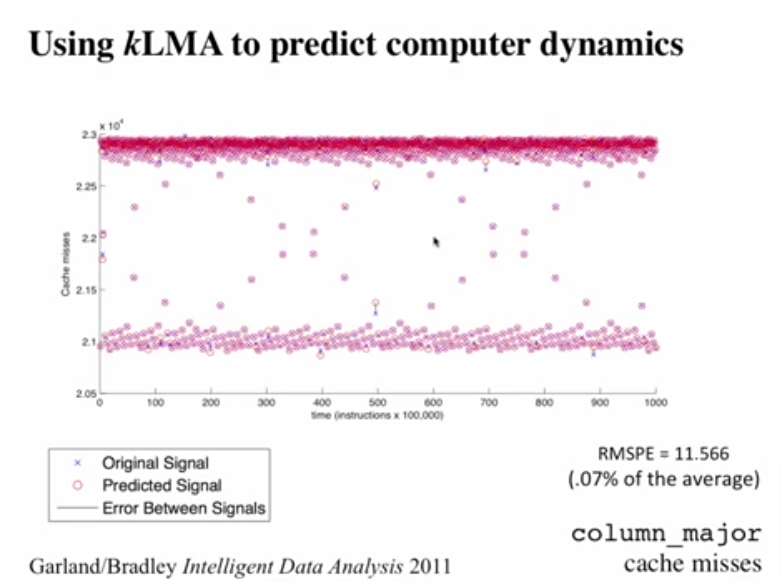 Using kLMA to predict computer dynamics
x 10⁴
2.3
2.25
2.2
2.15
2.1
2.05
Cache misses
0 100 200 300 400 500 600 700 800 900 1000
time (instructions x 100,000)
Original Signal
Predicted Signal
Error Between Signals
RMSPE = 11.566
(.07% of the average)
column_major
cache misses
Garland/Bradley Intelligent Data Analysis 2011